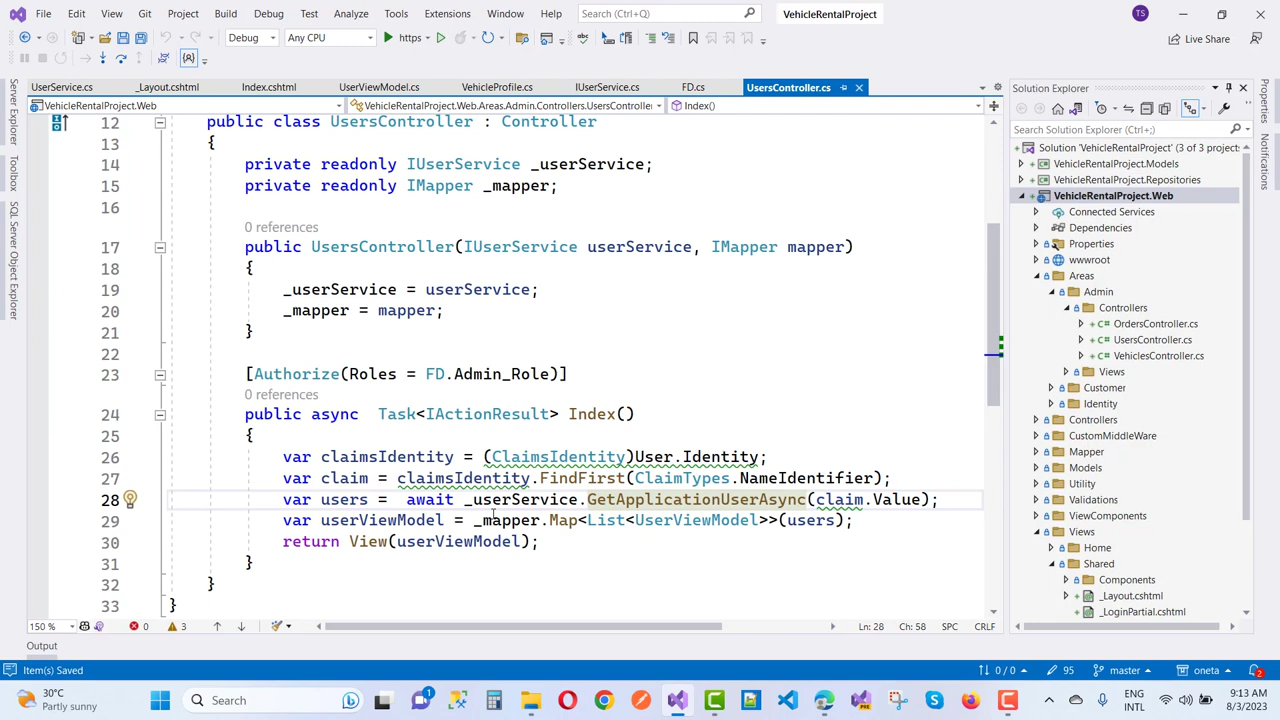 File Edit View Git Project Build Debug Test Analyze Tools Extensions Window Help Search (Ctrl+Q) VehicleRentalProject TS
Debug Any CPU https Live Share
UserService.cs _Layout.cshtml Index.cshtml UserViewModel.cs VehicleProfile.cs IUserService.cs FD.cs UsersController.cs
VehicleRentalProject.Web VehicleRentalProject.Web.Areas.Admin.Controllers.UsersController Index()
12 public class UsersController : Controller
13 {
14 private readonly IUserService _userService;
15 private readonly IMapper _mapper;
16
0 references
17 public UsersController(IUserService userService, IMapper mapper)
18 {
19 _userService = userService;
20 _mapper = mapper;
21 }
22
23 [Authorize(Roles = FD.Admin_Role)]
0 references
24 public async Task<IActionResult> Index()
25 {
26 var claimsIdentity = (ClaimsIdentity)User.Identity;
27 var claim = claimsIdentity.FindFirst(ClaimTypes.NameIdentifier);
28 var users = await _userService.GetApplicationUserAsync(claim.Value);
29 var userViewModel = _mapper.Map<List<UserViewModel>>(users);
30 return View(userViewModel);
31 }
32 }
33 }
150 % 0 3 Ln: 28 Ch: 58 SPC CRLF
Output
Item(s) Saved 0 / 0 95 master oneta 2
Server Explorer
Toolbox
SQL Server Object Explorer
Solution Explorer
Search Solution Explorer (Ctrl+;)
Solution 'VehicleRentalProject' (3 of 3 projects
VehicleRentalProject.Models
VehicleRentalProject.Repositories
VehicleRentalProject.Web
Connected Services
Dependencies
Properties
wwwroot
Areas
Admin
Controllers
OrdersController.cs
UsersController.cs
VehiclesController.cs
Views
Customer
Identity
Controllers
CustomMiddleWare
Mapper
Models
Utility
Validations
ViewComponents
Views
Home
Shared
Components
_Layout.cshtml
_LoginPartial.cshtml
Properties
Notifications
30°C
Partly sunny
Search
1
ENG
INTL
9:13 AM
8/3/2023